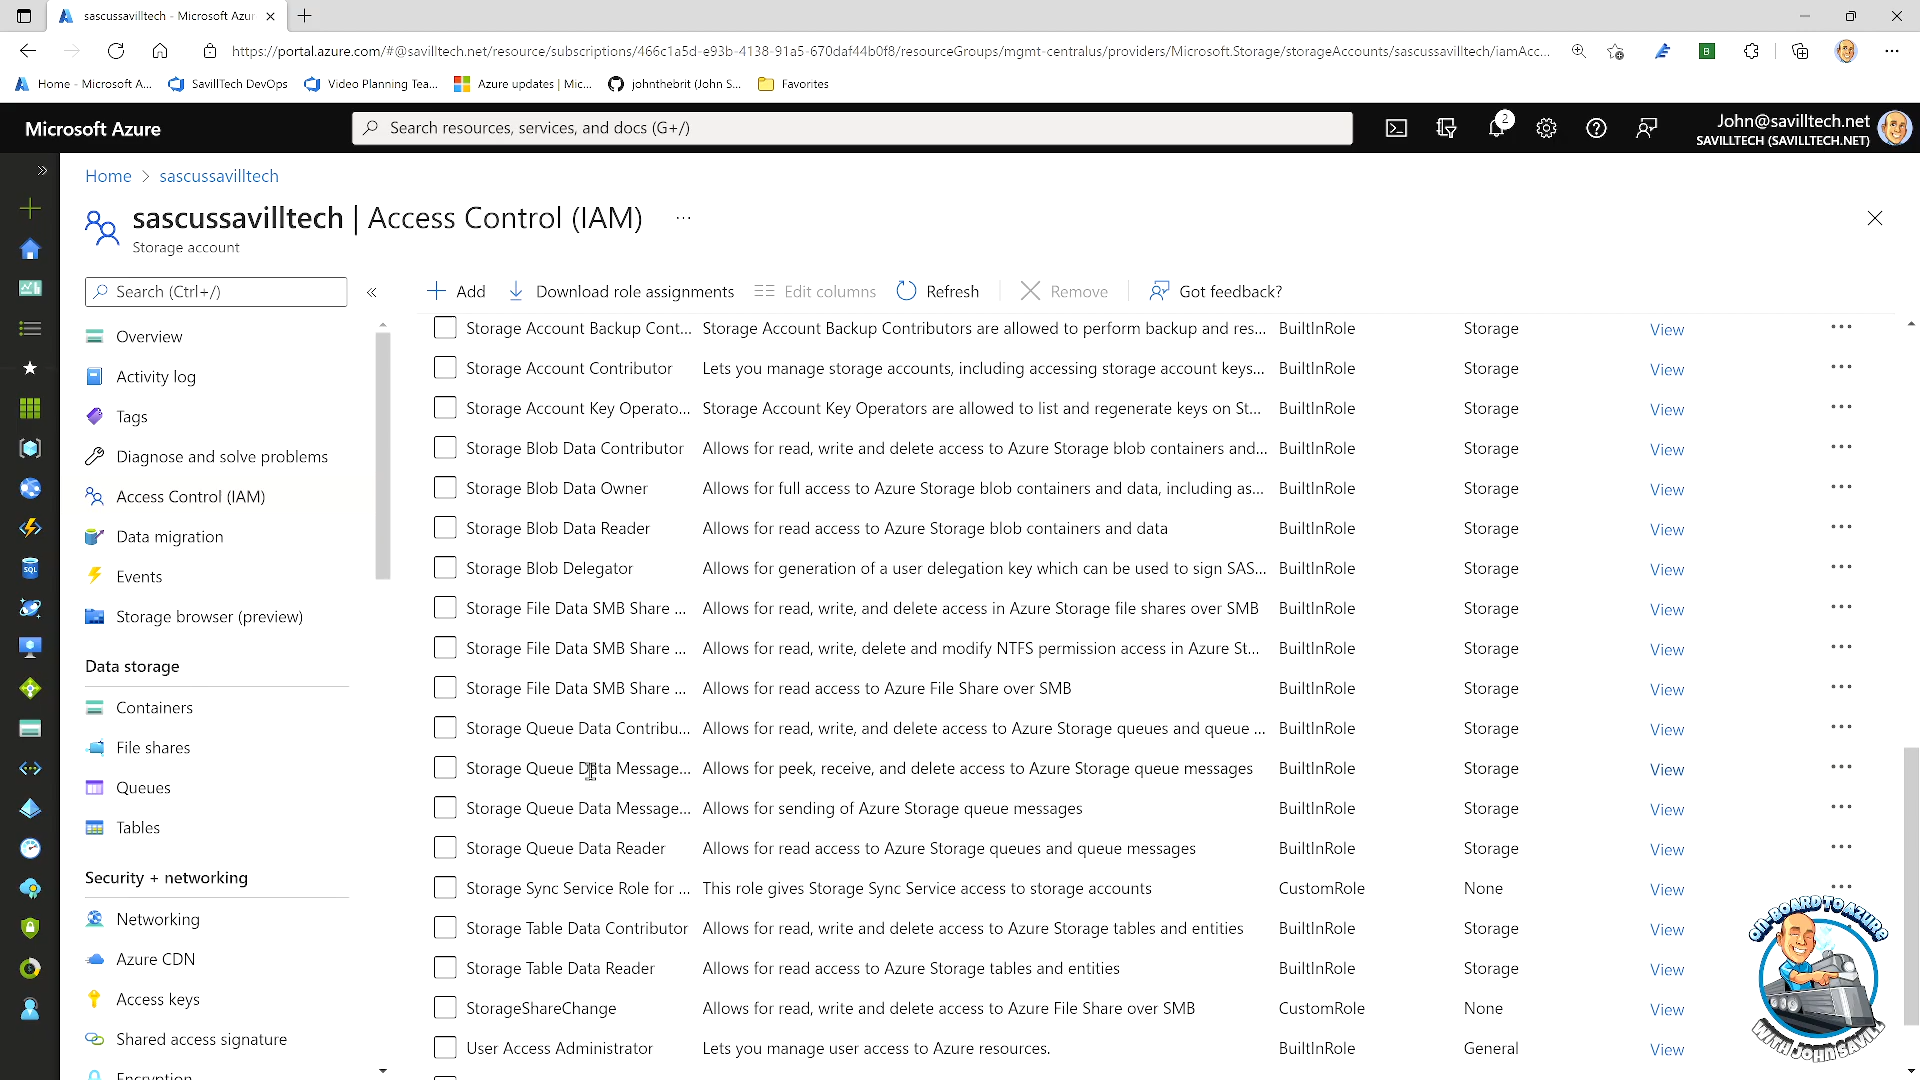 sascussavilltech - Microsoft Azur
https://portal.azure.com/#@savilltech.net/resource/subscriptions/466c1a5d-e93b-4138-91a5-670daf44b0f8/resourceGroups/mgmt-centralus/providers/Microsoft.Storage/storageAccounts/sascussavilltech/iamAcc...
Home - Microsoft A... SavillTech DevOps Video Planning Tea... Azure updates | Mic... johnthebrit (John S... Favorites
Microsoft Azure Search resources, services, and docs (G+/) 2 John@savilltech.net
SAVILLTECH (SAVILLTECH.NET)
Home > sascussavilltech
sascussavilltech | Access Control (IAM) ...
Storage account
Search (Ctrl+/) Add Download role assignments Edit columns Refresh Remove Got feedback?
Overview
Activity log
Tags
Diagnose and solve problems
Access Control (IAM)
Data migration
Events
Storage browser (preview)
Data storage
Containers
File shares
Queues
Tables
Security + networking
Networking
Azure CDN
Access keys
Shared access signature
Encryption
Storage Account Backup Cont... Storage Account Backup Contributors are allowed to perform backup and res... BuiltInRole Storage View ...
Storage Account Contributor Lets you manage storage accounts, including accessing storage account keys... BuiltInRole Storage View ...
Storage Account Key Operato... Storage Account Key Operators are allowed to list and regenerate keys on St... BuiltInRole Storage View ...
Storage Blob Data Contributor Allows for read, write and delete access to Azure Storage blob containers and... BuiltInRole Storage View ...
Storage Blob Data Owner Allows for full access to Azure Storage blob containers and data, including as... BuiltInRole Storage View ...
Storage Blob Data Reader Allows for read access to Azure Storage blob containers and data BuiltInRole Storage View ...
Storage Blob Delegator Allows for generation of a user delegation key which can be used to sign SAS... BuiltInRole Storage View ...
Storage File Data SMB Share ... Allows for read, write, and delete access in Azure Storage file shares over SMB BuiltInRole Storage View ...
Storage File Data SMB Share ... Allows for read, write, delete and modify NTFS permission access in Azure St... BuiltInRole Storage View ...
Storage File Data SMB Share ... Allows for read access to Azure File Share over SMB BuiltInRole Storage View ...
Storage Queue Data Contribu... Allows for read, write, and delete access to Azure Storage queues and queue ... BuiltInRole Storage View ...
Storage Queue Data Message... Allows for peek, receive, and delete access to Azure Storage queue messages BuiltInRole Storage View ...
Storage Queue Data Message... Allows for sending of Azure Storage queue messages BuiltInRole Storage View ...
Storage Queue Data Reader Allows for read access to Azure Storage queues and queue messages BuiltInRole Storage View ...
Storage Sync Service Role for ... This role gives Storage Sync Service access to storage accounts CustomRole None View ...
Storage Table Data Contributor Allows for read, write and delete access to Azure Storage tables and entities BuiltInRole Storage View
Storage Table Data Reader Allows for read access to Azure Storage tables and entities BuiltInRole Storage View
StorageShareChange Allows for read, write and delete access to Azure File Share over SMB CustomRole None View
User Access Administrator Lets you manage user access to Azure resources. BuiltInRole General View
ON-BOARD TO AZURE
WITH JOHN SAVILL